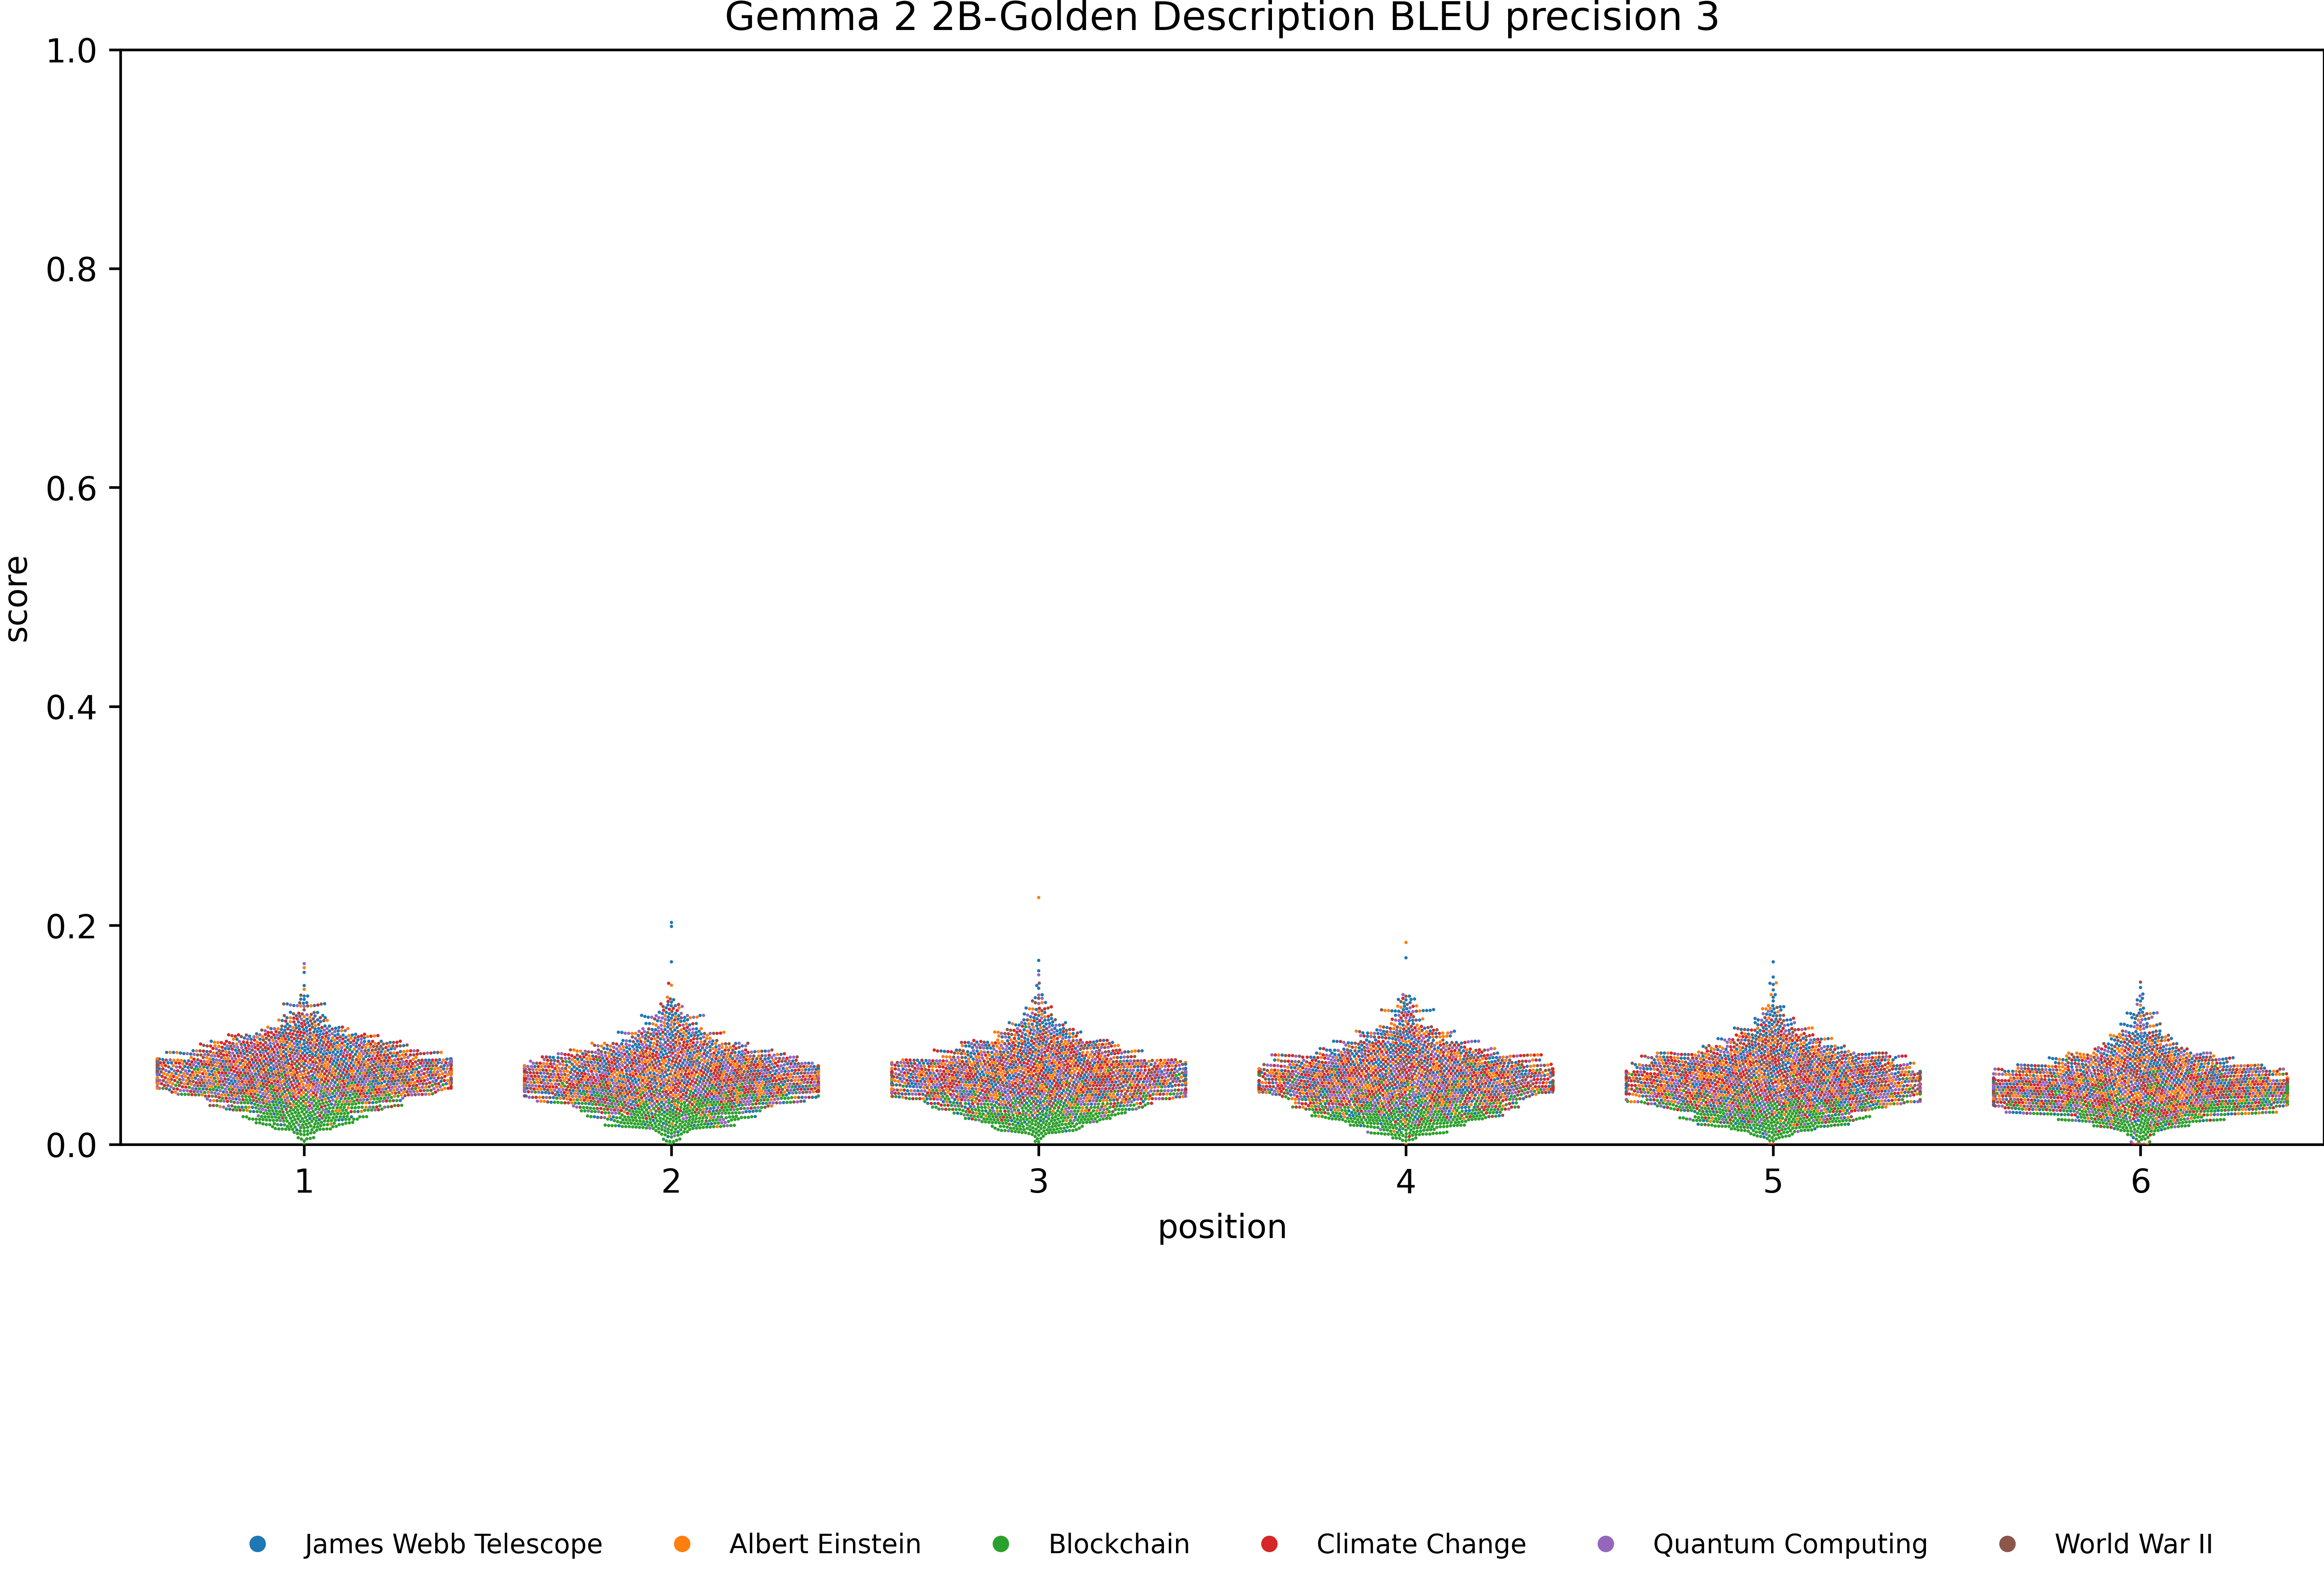 Gemma 2 2B-Golden Description BLEU precision 3
1.0
0.8
0.6
0.4
0.2
0.0
score
1 2 3 4 5 6
position
James Webb Telescope Albert Einstein Blockchain Climate Change Quantum Computing World War II